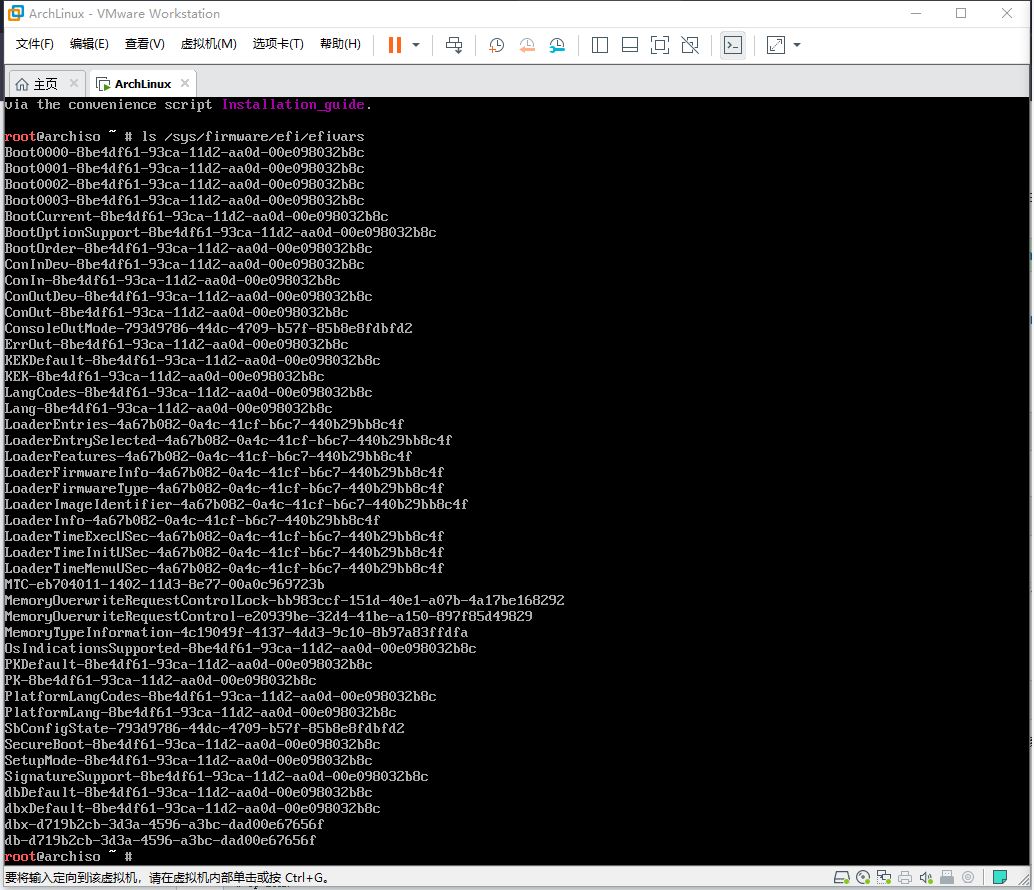 ArchLinux - VMware Workstation
文件(F) 编辑(E) 查看(V) 虚拟机(M) 选项卡(T) 帮助(H)
主页 ArchLinux
via the convenience script Installation_guide.
root@archiso ~ # ls /sys/firmware/efi/efivars
Boot0000-8be4df61-93ca-11d2-aa0d-00e098032b8c
Boot0001-8be4df61-93ca-11d2-aa0d-00e098032b8c
Boot0002-8be4df61-93ca-11d2-aa0d-00e098032b8c
Boot0003-8be4df61-93ca-11d2-aa0d-00e098032b8c
BootCurrent-8be4df61-93ca-11d2-aa0d-00e098032b8c
BootOptionSupport-8be4df61-93ca-11d2-aa0d-00e098032b8c
BootOrder-8be4df61-93ca-11d2-aa0d-00e098032b8c
ConInDev-8be4df61-93ca-11d2-aa0d-00e098032b8c
ConIn-8be4df61-93ca-11d2-aa0d-00e098032b8c
ConOutDev-8be4df61-93ca-11d2-aa0d-00e098032b8c
ConOut-8be4df61-93ca-11d2-aa0d-00e098032b8c
ConsoleOutMode-793d9786-44dc-4709-b57f-85b8e8fdbfd2
ErrOut-8be4df61-93ca-11d2-aa0d-00e098032b8c
KEKDefault-8be4df61-93ca-11d2-aa0d-00e098032b8c
KEK-8be4df61-93ca-11d2-aa0d-00e098032b8c
LangCodes-8be4df61-93ca-11d2-aa0d-00e098032b8c
Lang-8be4df61-93ca-11d2-aa0d-00e098032b8c
LoaderEntries-4a67b082-0a4c-41cf-b6c7-440b29bb8c4f
LoaderEntrySelected-4a67b082-0a4c-41cf-b6c7-440b29bb8c4f
LoaderFeatures-4a67b082-0a4c-41cf-b6c7-440b29bb8c4f
LoaderFirmwareInfo-4a67b082-0a4c-41cf-b6c7-440b29bb8c4f
LoaderFirmwareType-4a67b082-0a4c-41cf-b6c7-440b29bb8c4f
LoaderImageIdentifier-4a67b082-0a4c-41cf-b6c7-440b29bb8c4f
LoaderInfo-4a67b082-0a4c-41cf-b6c7-440b29bb8c4f
LoaderTimeExecUSec-4a67b082-0a4c-41cf-b6c7-440b29bb8c4f
LoaderTimeInitUSec-4a67b082-0a4c-41cf-b6c7-440b29bb8c4f
LoaderTimeMenuUSec-4a67b082-0a4c-41cf-b6c7-440b29bb8c4f
MTC-eb704011-1402-11d3-8e77-00a0c969723b
MemoryOverwriteRequestControlLock-bb983ccf-151d-40e1-a07b-4a17be168292
MemoryOverwriteRequestControl-e20939be-32d4-41be-a150-897f85d49829
MemoryTypeInformation-4c19049f-4137-4dd3-9c10-8b97a83ffdfa
OsIndicationsSupported-8be4df61-93ca-11d2-aa0d-00e098032b8c
PKDefault-8be4df61-93ca-11d2-aa0d-00e098032b8c
PK-8be4df61-93ca-11d2-aa0d-00e098032b8c
PlatformLangCodes-8be4df61-93ca-11d2-aa0d-00e098032b8c
PlatformLang-8be4df61-93ca-11d2-aa0d-00e098032b8c
SbConfigState-793d9786-44dc-4709-b57f-85b8e8fdbfd2
SecureBoot-8be4df61-93ca-11d2-aa0d-00e098032b8c
SetupMode-8be4df61-93ca-11d2-aa0d-00e098032b8c
SignatureSupport-8be4df61-93ca-11d2-aa0d-00e098032b8c
dbDefault-8be4df61-93ca-11d2-aa0d-00e098032b8c
dbxDefault-8be4df61-93ca-11d2-aa0d-00e098032b8c
dbx-d719b2cb-3d3a-4596-a3bc-dad00e67656f
db-d719b2cb-3d3a-4596-a3bc-dad00e67656f
root@archiso ~ #
要将输入定向到该虚拟机，请在虚拟机内部单击或按 Ctrl+G。